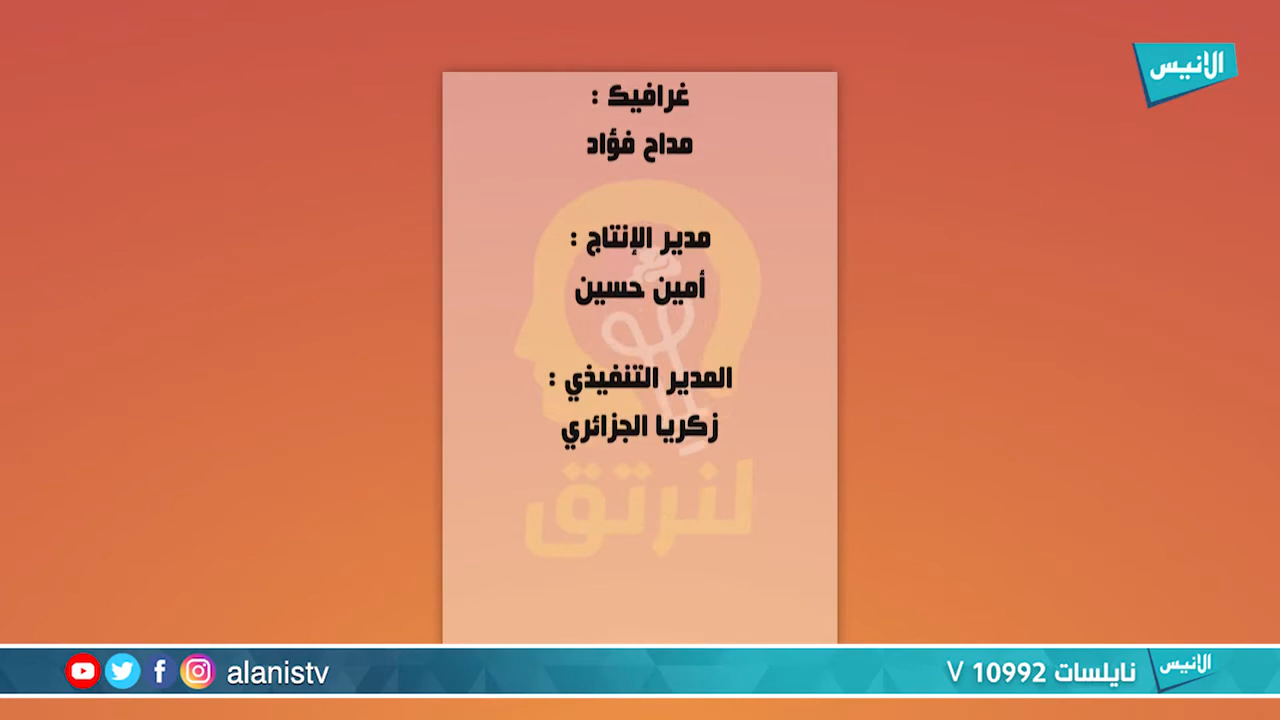 الانيس
غرافيك :
مداح فؤاد
مدير الإنتاج :
أمين حسين
المدير التنفيذي :
زكريا الجزائري
لنرتق
alanistv
نايلسات 10992 V
الانيس